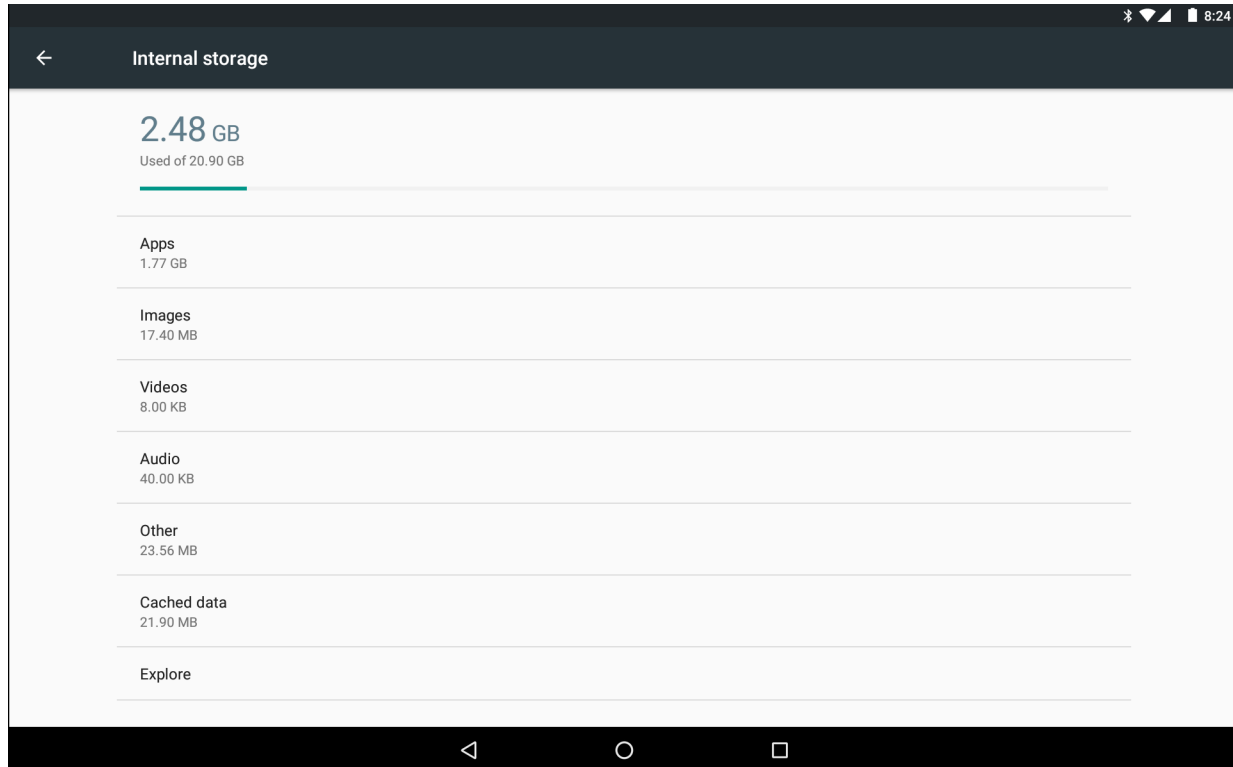 8:24
Internal storage
2.48 GB
Used of 20.90 GB
Apps
1.77 GB
Images
17.40 MB
Videos
8.00 KB
Audio
40.00 KB
Other
23.56 MB
Cached data
21.90 MB
Explore